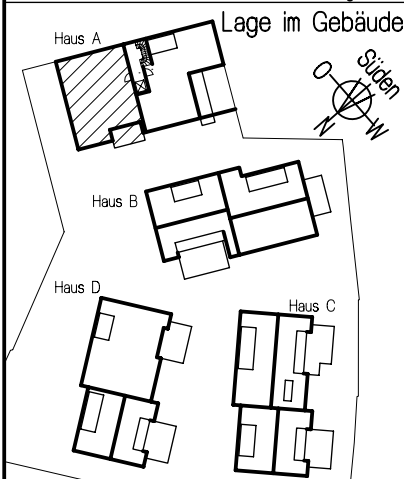 Lage im Gebäude
Haus A
Süden
O
N
W
Haus B
Haus D
Haus C